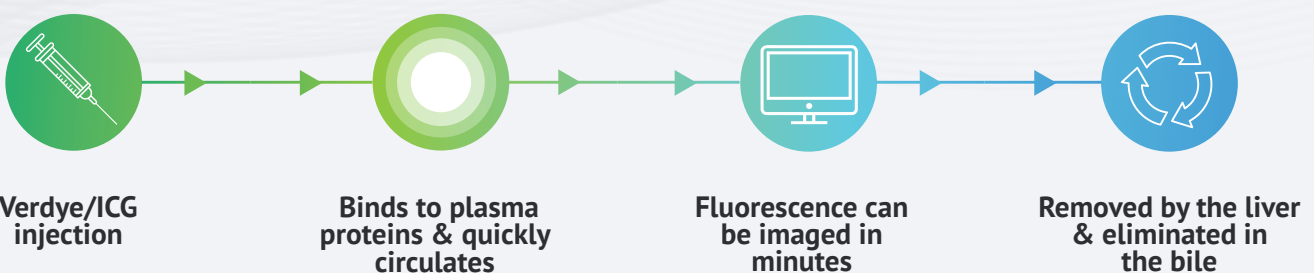 Verdye/ICG
injection
Binds to plasma
proteins & quickly
circulates
Fluorescence can
be imaged in
minutes
Removed by the liver
& eliminated in
the bile